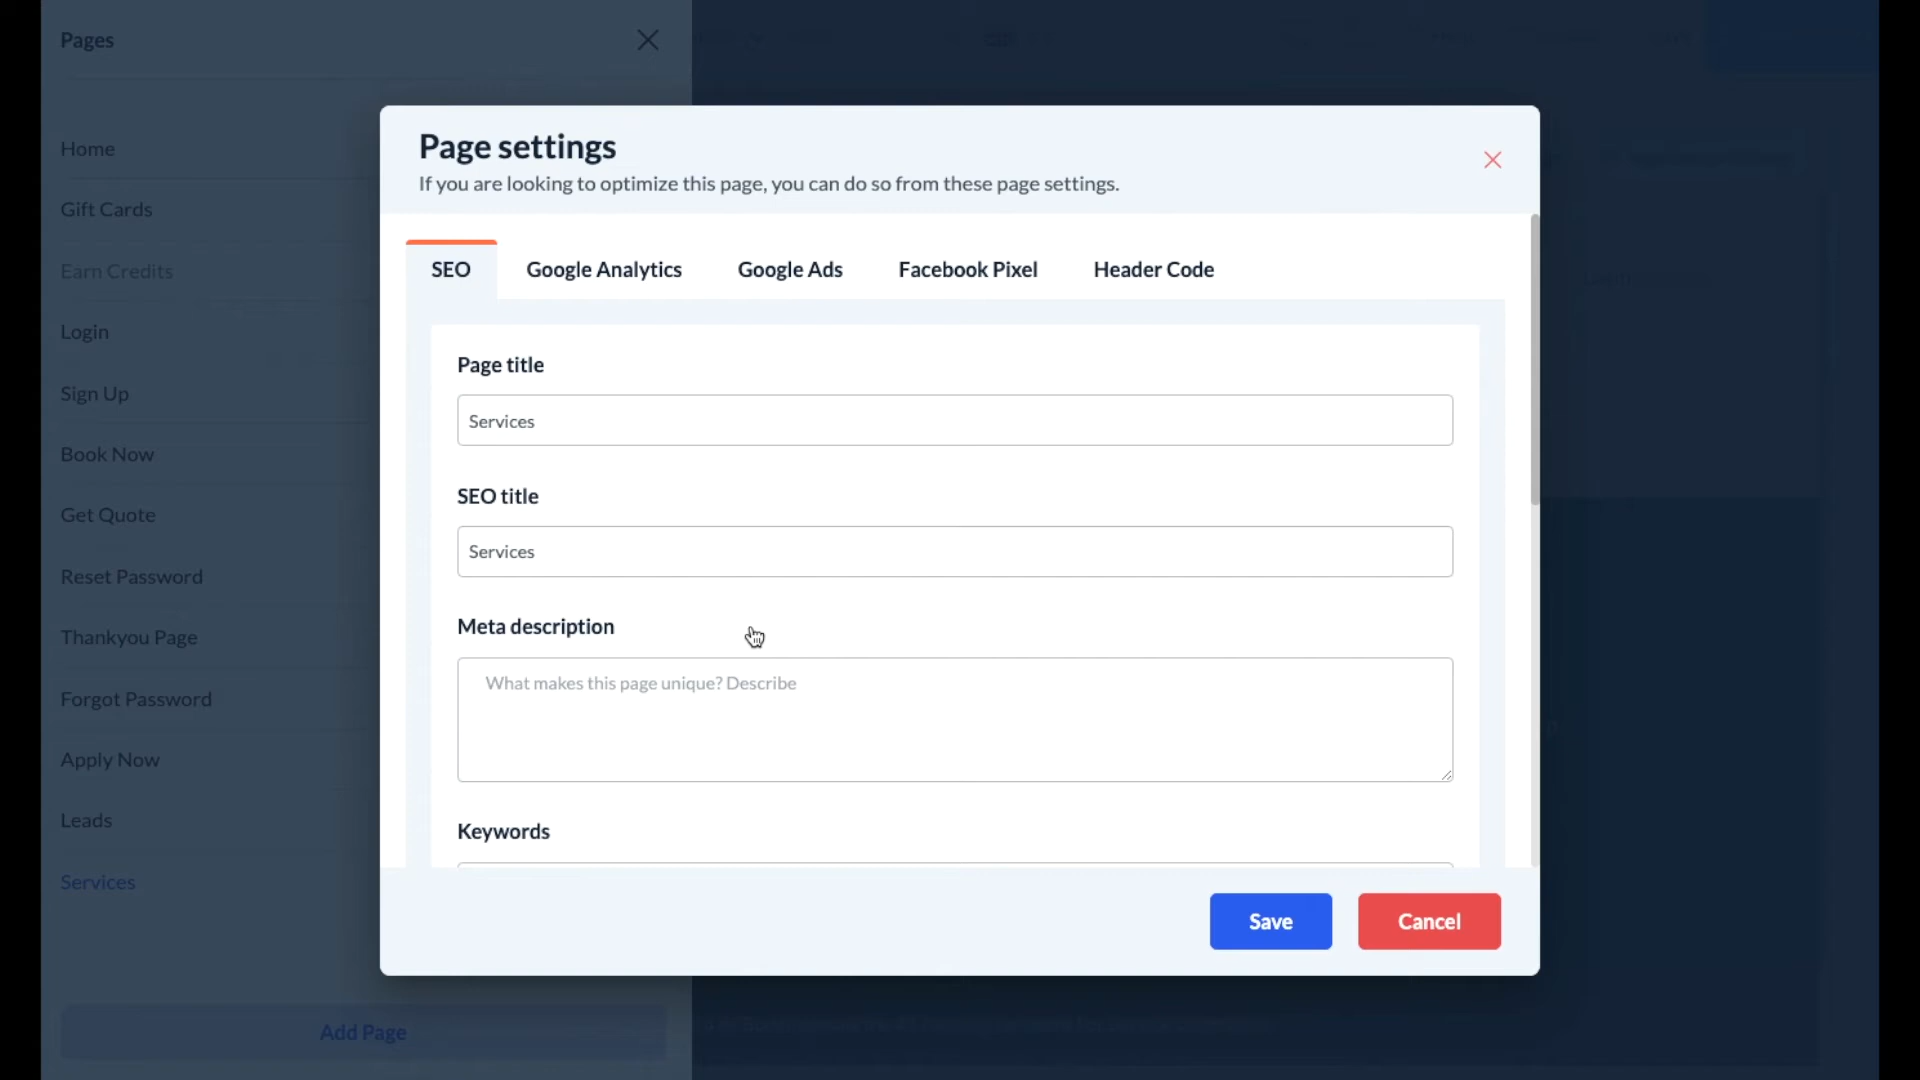 Pages
Home
Gift Cards
Earn Credits
Login
Sign Up
Book Now
Get Quote
Reset Password
Thankyou Page
Forgot Password
Apply Now
Leads
Services
Add Page
Page settings
If you are looking to optimize this page, you can do so from these page settings.
SEO
Google Analytics
Google Ads
Facebook Pixel
Header Code
Page title
Services
SEO title
Services
Meta description
What makes this page unique? Describe
Keywords
Save
Cancel